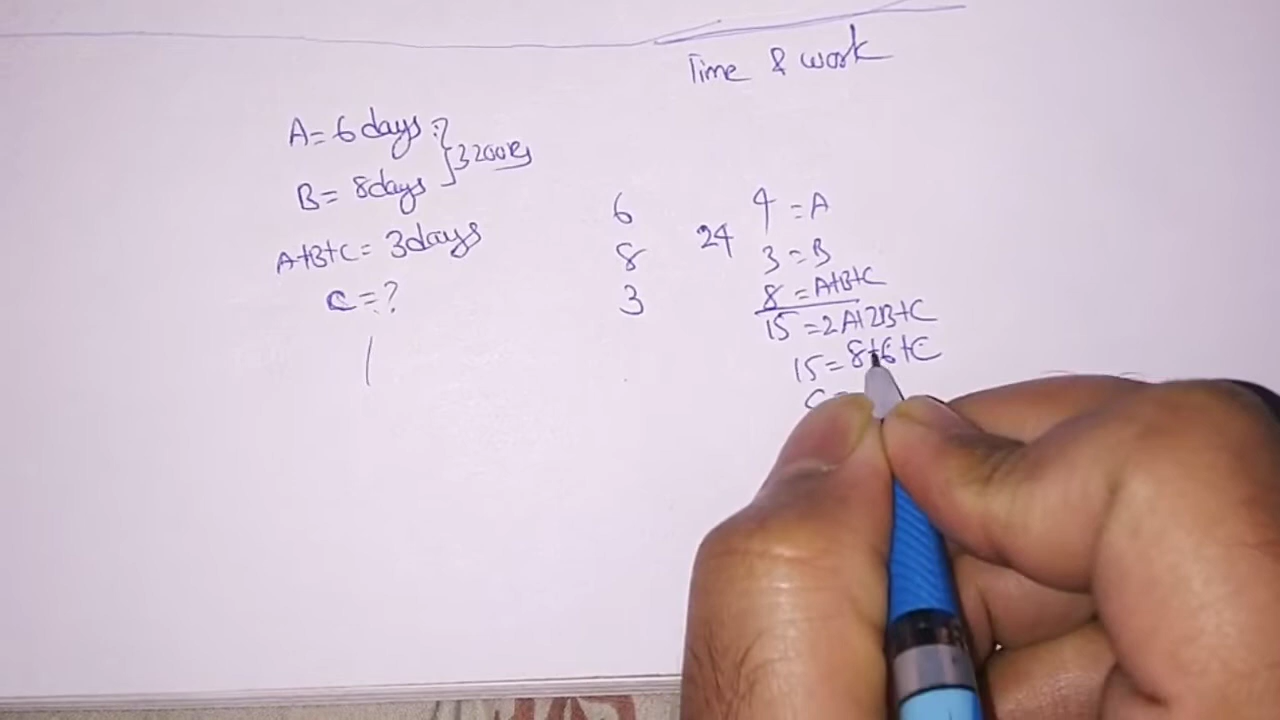 Time & work
A = 6 days
B = 8 days } 3200 Rs
A+B+C = 3 days
C = ?
6
8
3
24
4 = A
3 = B
8 = A+B+C
15 = 2A+2B+C
15 = 8+6+C
C =